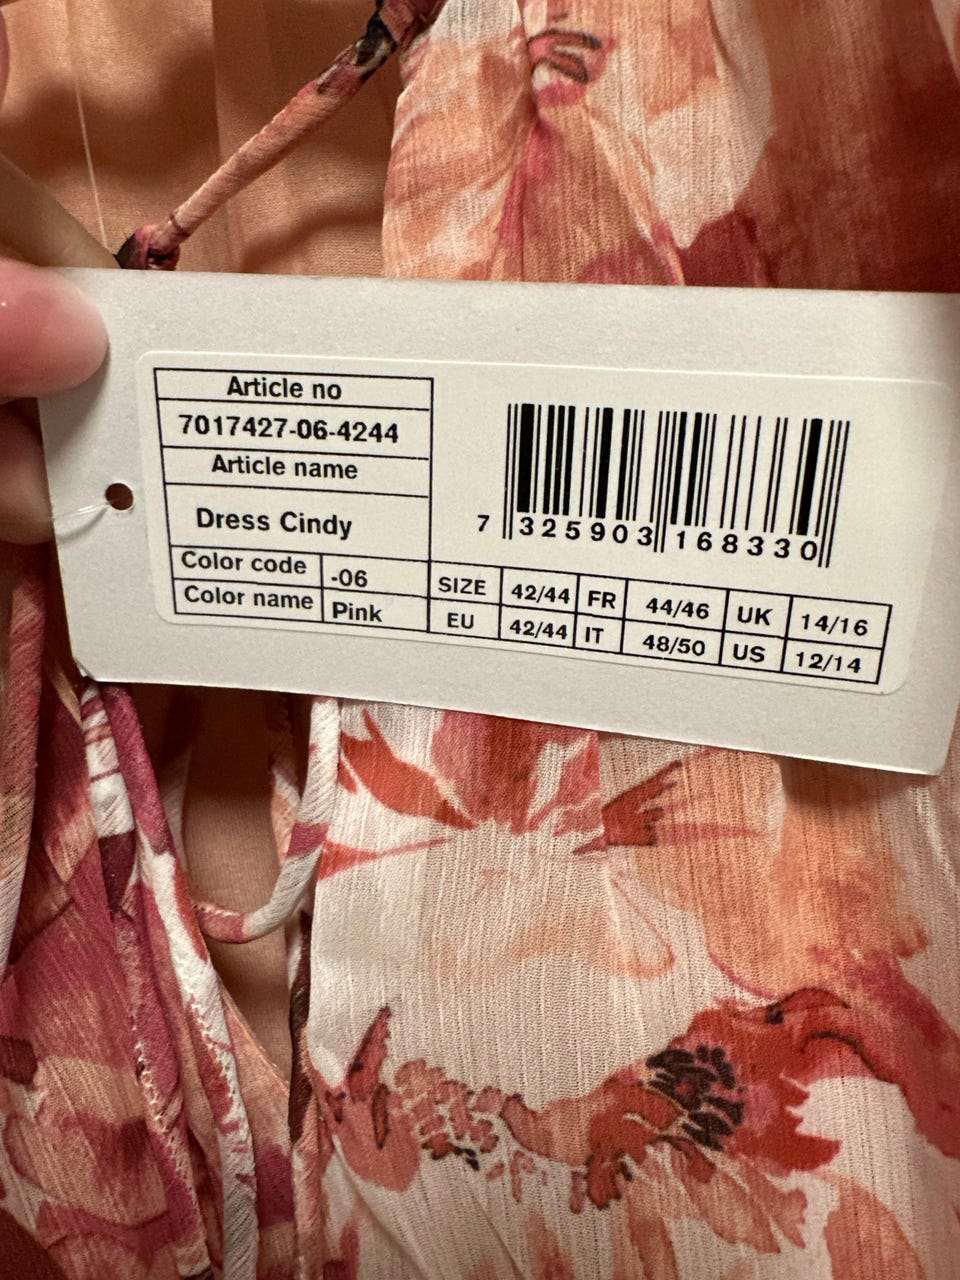 Article no
7017427-06-4244
Article name
Dress Cindy
Color code -06
Color name Pink
7 325903 168330
SIZE 42/44 FR 44/46 UK 14/16
EU 42/44 IT 48/50 US 12/14